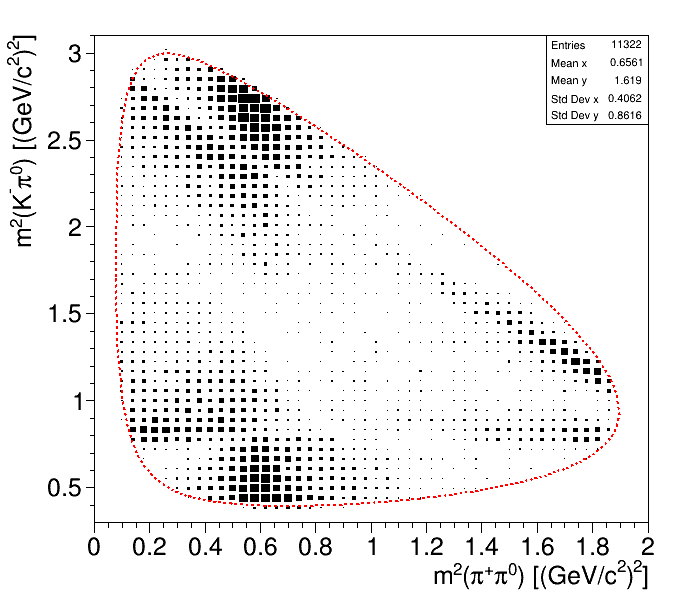 m²(K⁻π⁰) [(GeV/c²)²]
3
2.5
2
1.5
1
0.5
Entries 11322
Mean x 0.6561
Mean y 1.619
Std Dev x 0.4062
Std Dev y 0.8616
0 0.2 0.4 0.6 0.8 1 1.2 1.4 1.6 1.8 2
m²(π⁺π⁰) [(GeV/c²)²]